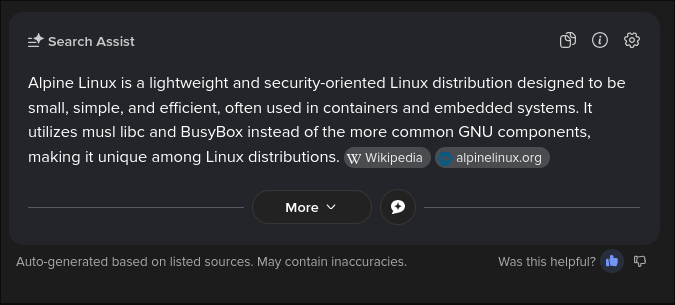 Search Assist
Alpine Linux is a lightweight and security-oriented Linux distribution designed to be
small, simple, and efficient, often used in containers and embedded systems. It
utilizes musl libc and BusyBox instead of the more common GNU components,
making it unique among Linux distributions. W Wikipedia alpinelinux.org
More
Auto-generated based on listed sources. May contain inaccuracies. Was this helpful?